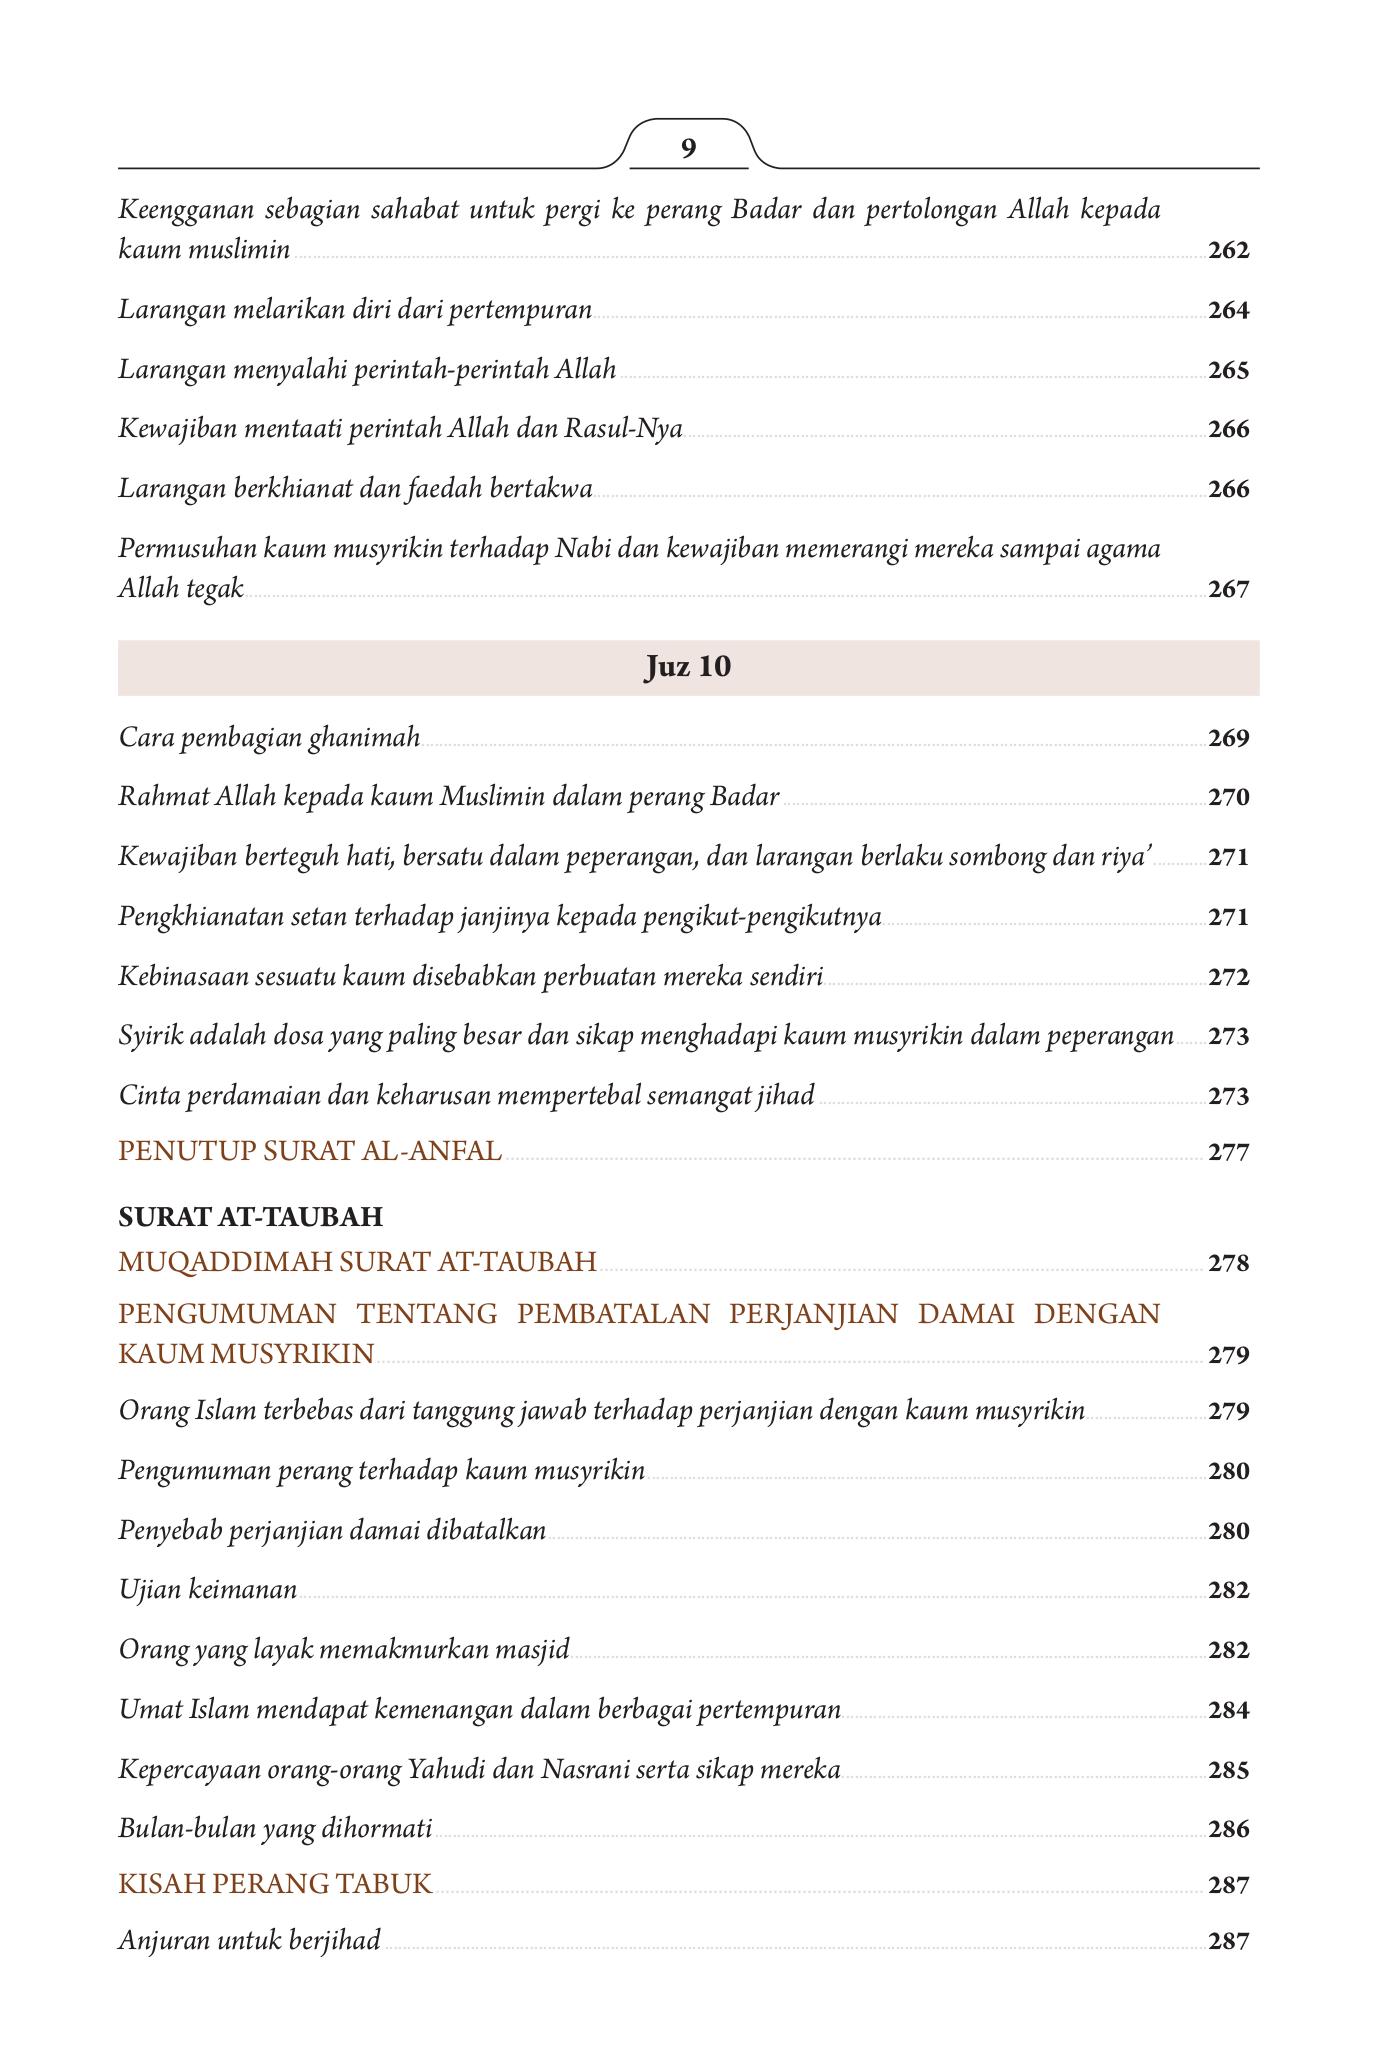 9
Keengganan sebagian sahabat untuk pergi ke perang Badar dan pertolongan Allah kepada
kaum muslimin 262
Larangan melarikan diri dari pertempuran 264
Larangan menyalahi perintah-perintah Allah 265
Kewajiban mentaati perintah Allah dan Rasul-Nya 266
Larangan berkhianat dan faedah bertakwa 266
Permusuhan kaum musyrikin terhadap Nabi dan kewajiban memerangi mereka sampai agama
Allah tegak 267
Juz 10
Cara pembagian ghanimah 269
Rahmat Allah kepada kaum Muslimin dalam perang Badar 270
Kewajiban berteguh hati, bersatu dalam peperangan, dan larangan berlaku sombong dan riya’ 271
Pengkhianatan setan terhadap janjinya kepada pengikut-pengikutnya 271
Kebinasaan sesuatu kaum disebabkan perbuatan mereka sendiri 272
Syirik adalah dosa yang paling besar dan sikap menghadapi kaum musyrikin dalam peperangan 273
Cinta perdamaian dan keharusan mempertebal semangat jihad 273
PENUTUP SURAT AL-ANFAL 277
SURAT AT-TAUBAH
MUQADDIMAH SURAT AT-TAUBAH 278
PENGUMUMAN TENTANG PEMBATALAN PERJANJIAN DAMAI DENGAN
KAUM MUSYRIKIN 279
Orang Islam terbebas dari tanggung jawab terhadap perjanjian dengan kaum musyrikin 279
Pengumuman perang terhadap kaum musyrikin 280
Penyebab perjanjian damai dibatalkan 280
Ujian keimanan 282
Orang yang layak memakmurkan masjid 282
Umat Islam mendapat kemenangan dalam berbagai pertempuran 284
Kepercayaan orang-orang Yahudi dan Nasrani serta sikap mereka 285
Bulan-bulan yang dihormati 286
KISAH PERANG TABUK 287
Anjuran untuk berjihad 287